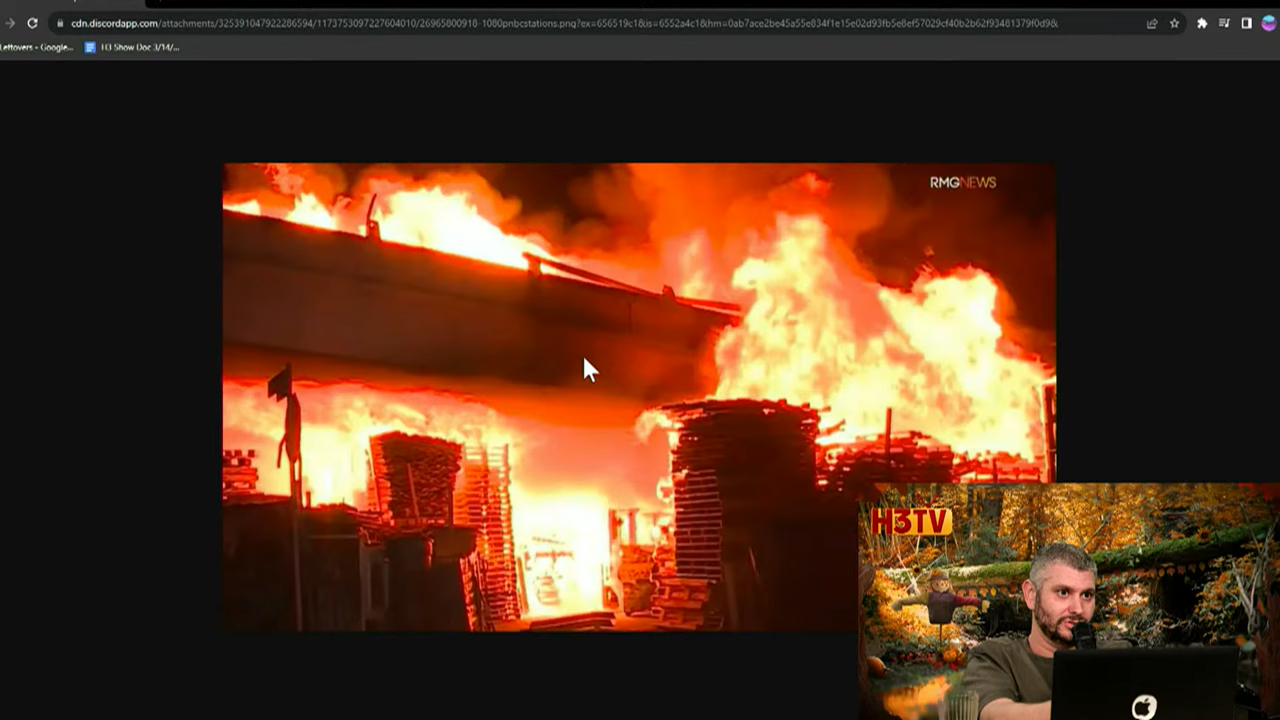 cdn.discordapp.com/attachments/325391047922286594/1173753097227604010/26965800918-1080pnbcstations.png?ex=656519c1&is=6552a4c1&hm=0ab7ace2be45a55e834f1e15e02d93fb5e8ef57029cf40b2b62f93481379f0d9&
Leftovers - Google...
H3 Show Doc 3/14/...
RMGNEWS
H3TV